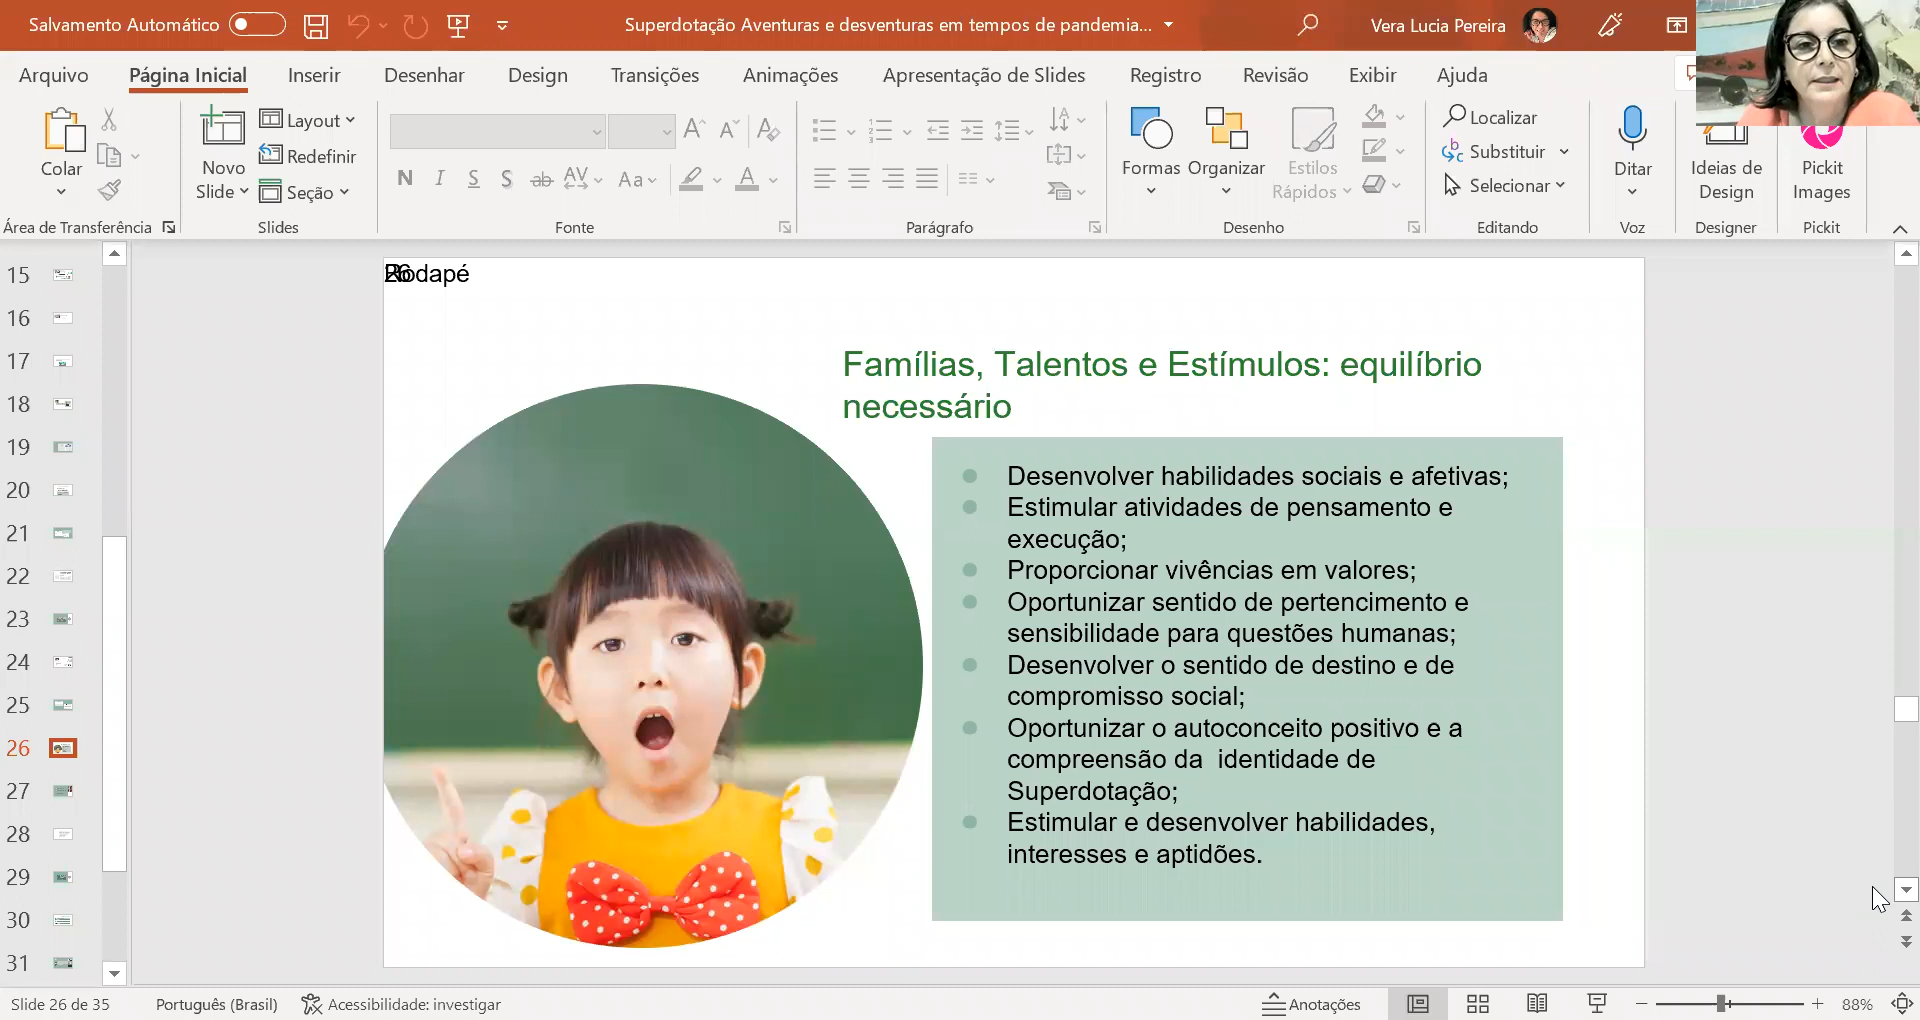 Salvamento Automático
Superdotação Aventuras e desventuras em tempos de pandemia...
Vera Lucia Pereira
Arquivo
Página Inicial
Inserir
Desenhar
Design
Transições
Animações
Apresentação de Slides
Registro
Revisão
Exibir
Ajuda
Colar
Novo
Slide
Layout
Redefinir
Seção
N I S S ab AV Aa A
Formas
Organizar
Estilos
Rápidos
Localizar
Substituir
Selecionar
Ditar
Ideias de
Design
Pickit
Images
Área de Transferência
Slides
Fonte
Parágrafo
Desenho
Editando
Voz
Designer
Pickit
15
16
17
18
19
20
21
22
23
24
25
26
27
28
29
30
31
Rodapé
26
Famílias, Talentos e Estímulos: equilíbrio
necessário
Desenvolver habilidades sociais e afetivas;
Estimular atividades de pensamento e
execução;
Proporcionar vivências em valores;
Oportunizar sentido de pertencimento e
sensibilidade para questões humanas;
Desenvolver o sentido de destino e de
compromisso social;
Oportunizar o autoconceito positivo e a
compreensão da  identidade de
Superdotação;
Estimular e desenvolver habilidades,
interesses e aptidões.
Slide 26 de 35
Português (Brasil)
Acessibilidade: investigar
Anotações
88%